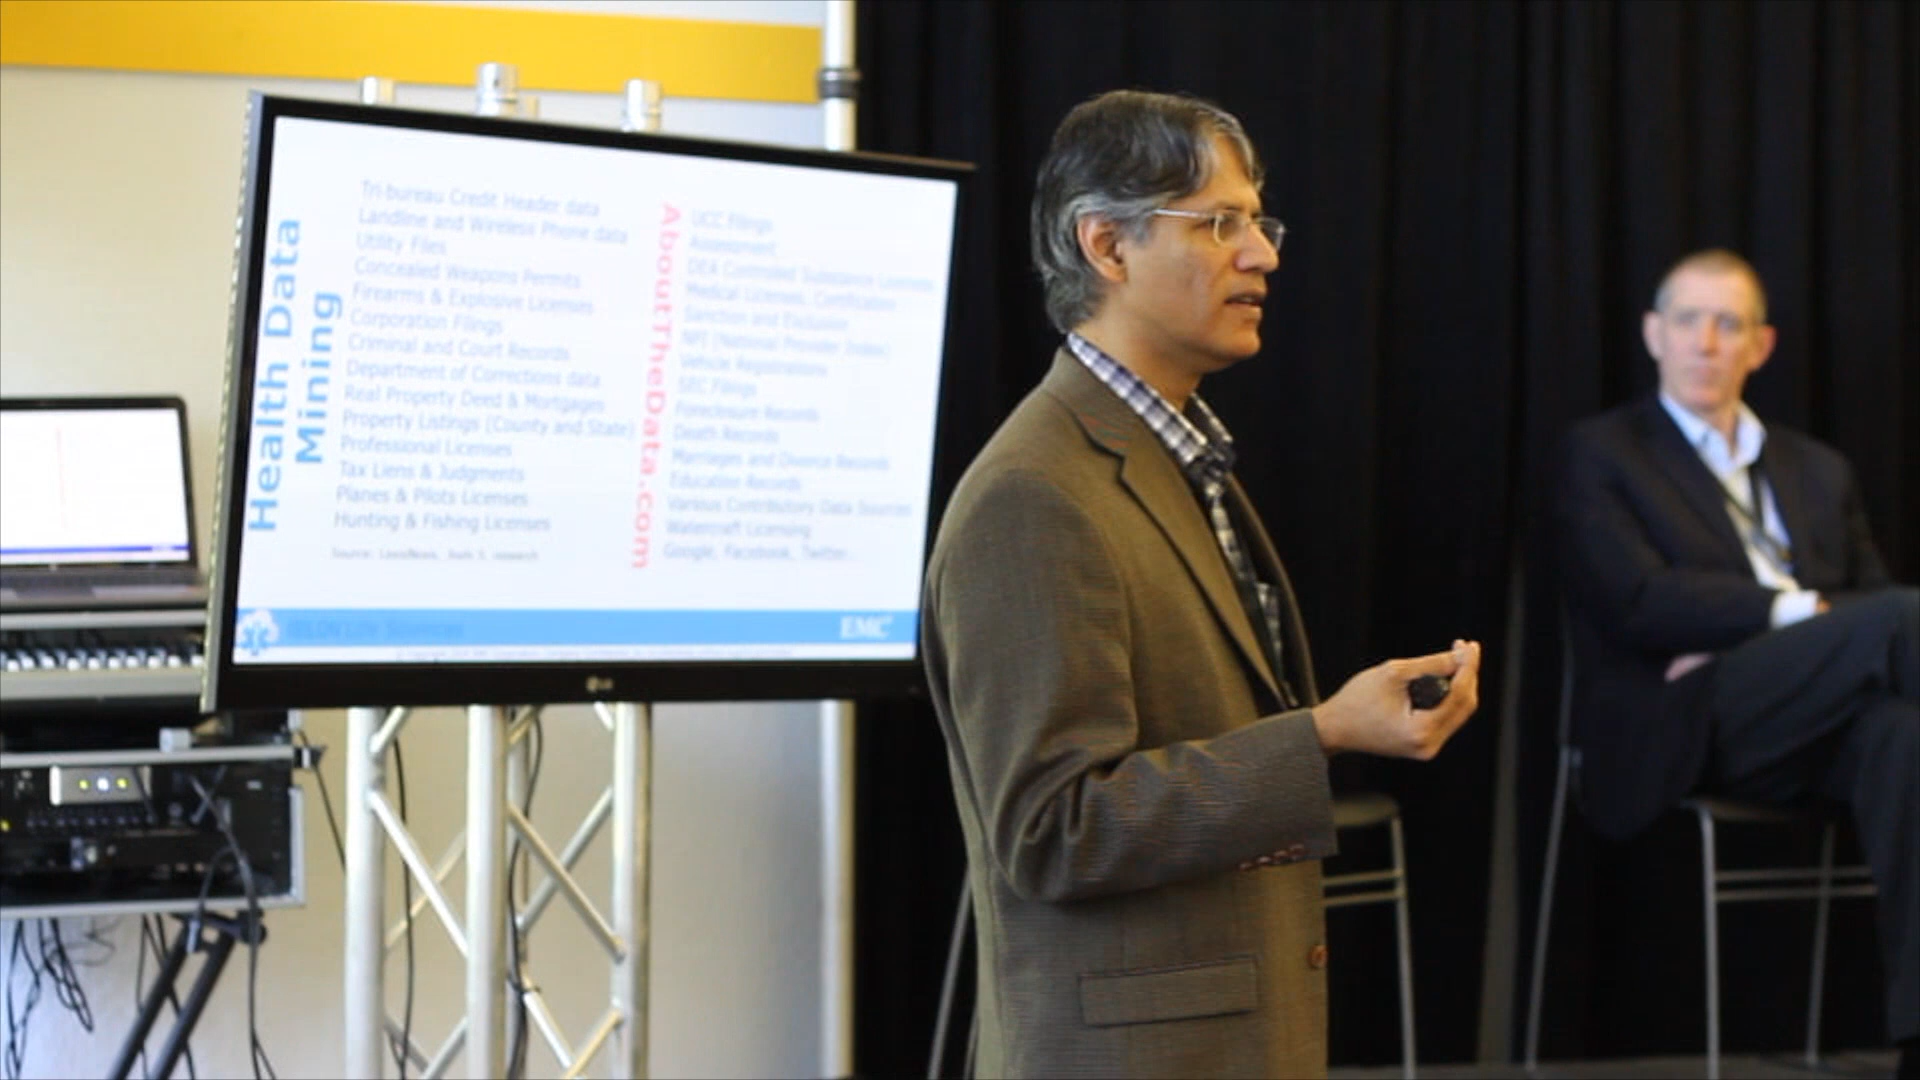 Health Data
Mining
Tri-bureau Credit Header data
Landline and Wireless Phone data
Utility Files
Concealed Weapons Permits
Firearms & Explosive Licenses
Corporation Filings
Criminal and Court Records
Department of Corrections data
Real Property Deed & Mortgages
Property Listings (County and State)
Professional Licenses
Tax Liens & Judgments
Planes & Pilots Licenses
Hunting & Fishing Licenses
AboutTheData.com
UCC Filings
Assessment
DEA Controlled Substance Licenses
Medical Licenses, Certification
Sanction and Exclusion
NPI (National Provider Index)
Vehicle Registrations
SEC Filings
Foreclosure Records
Death Records
Marriages and Divorce Records
Education Records
Various Contributory Data Sources
Watercraft Licensing
Google, Facebook, Twitter...
EMC²
LG